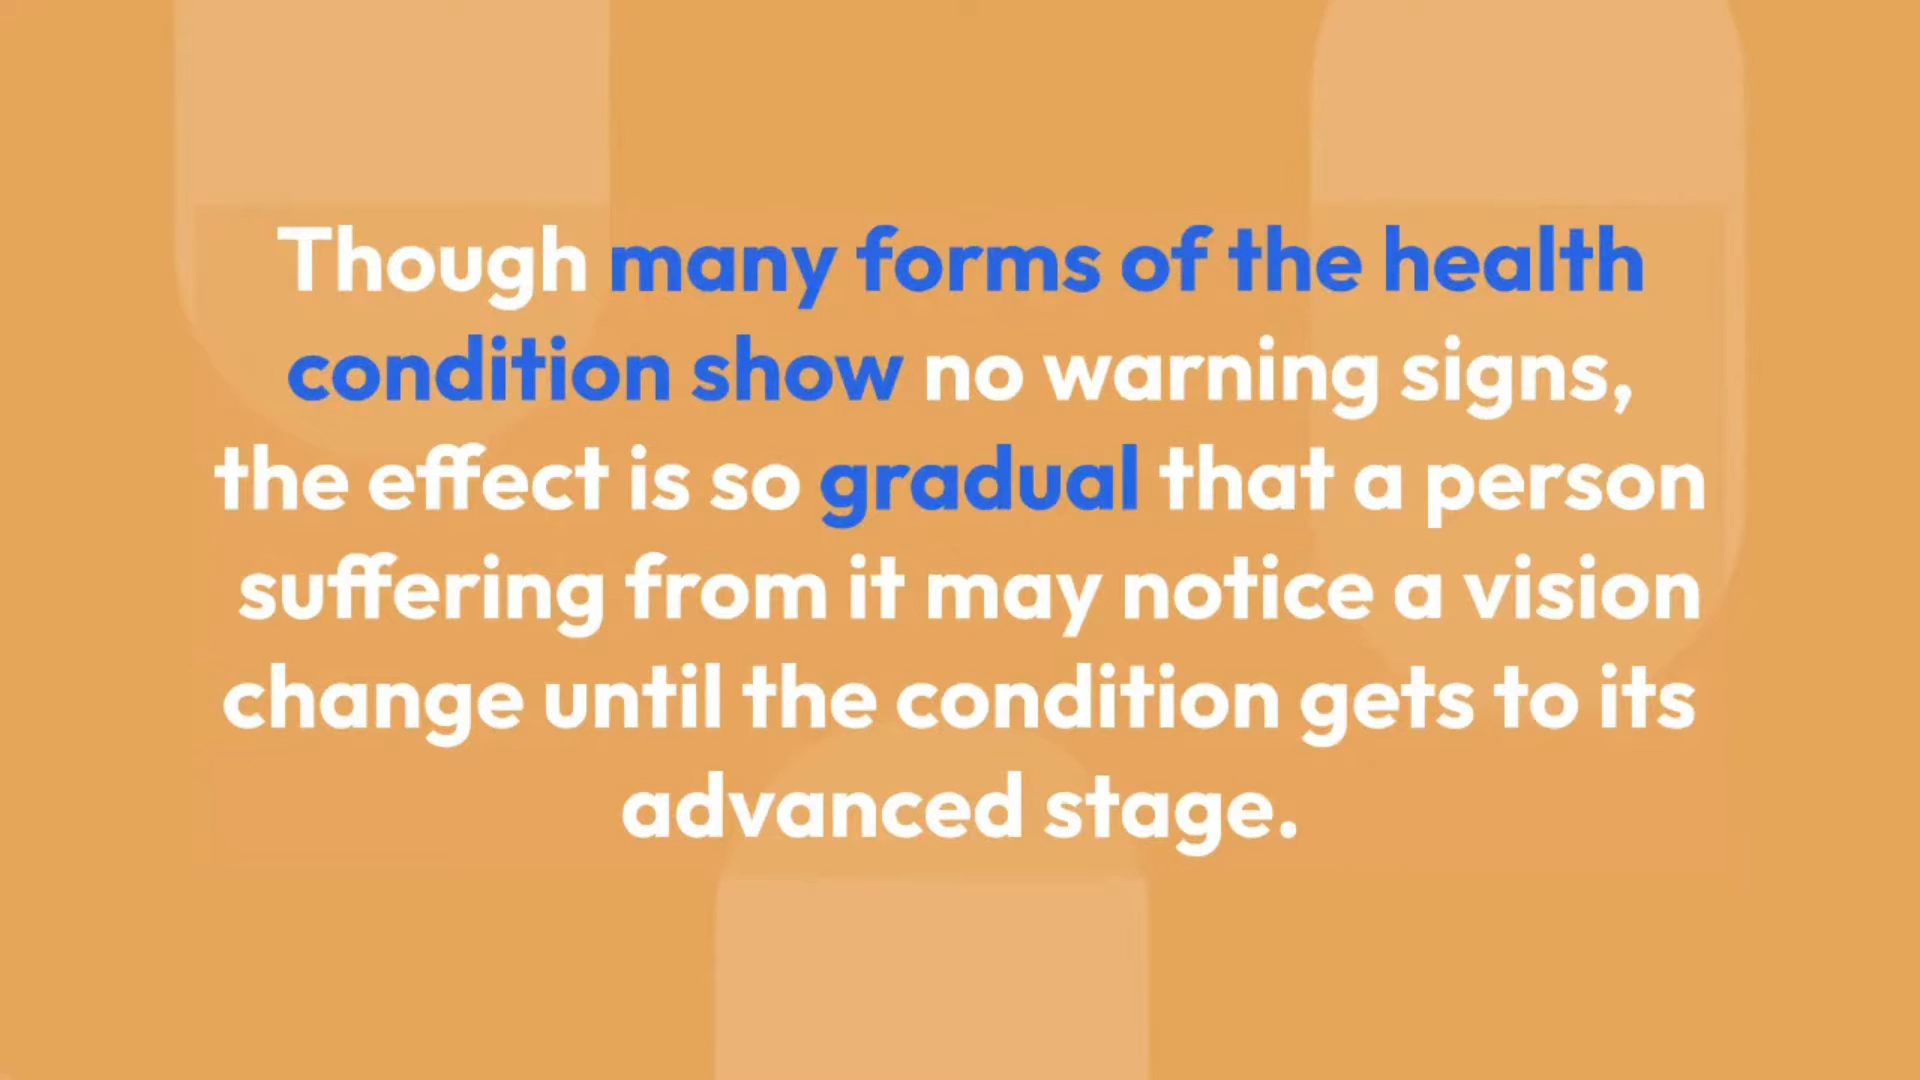 Though many forms of the health
condition show no warning signs,
the effect is so gradual that a person
suffering from it may notice a vision
change until the condition gets to its
advanced stage.